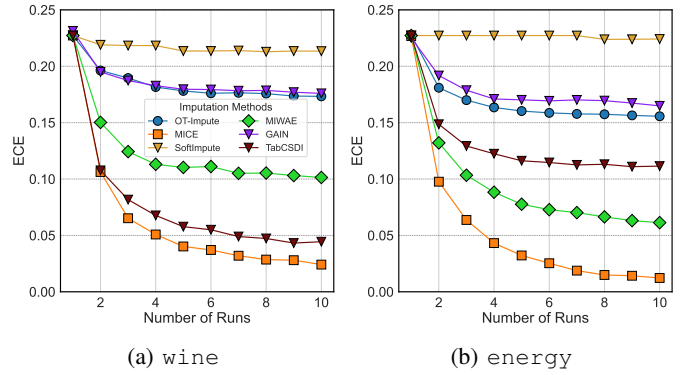 0.25
0.20
0.15
0.10
0.05
0.00
ECE
2
4
6
8
10
Number of Runs
Imputation Methods
OT-Impute
MICE
SoftImpute
MIWAE
GAIN
TabCSDI
(a) wine
0.25
0.20
0.15
0.10
0.05
0.00
ECE
2
4
6
8
10
Number of Runs
(b) energy